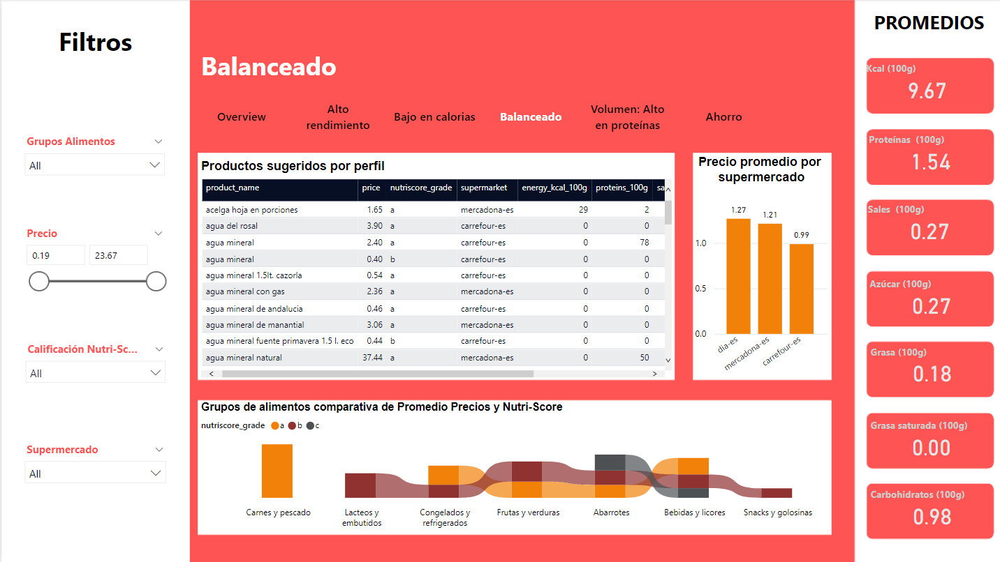 Filtros
Grupos Alimentos
All
Precio
0.19 23.67
Calificación Nutri-Sc...
All
Supermercado
All
Balanceado
Overview
Alto
rendimiento
Bajo en calorias
Balanceado
Volumen: Alto
en proteínas
Ahorro
Productos sugeridos por perfil
product_name price nutriscore_grade supermarket energy_kcal_100g proteins_100g sa
acelga hoja en porciones 1.65 a mercadona-es 29 2
agua del rosal 3.90 a carrefour-es 0 0
agua mineral 2.40 a carrefour-es 0 78
agua mineral 0.40 b carrefour-es 0 0
agua mineral 1.5lt. cazorla 0.54 a carrefour-es 0 0
agua mineral con gas 2.36 a mercadona-es 0 0
agua mineral de andalucia 0.46 a carrefour-es 0 0
agua mineral de manantial 3.06 a mercadona-es 0 0
agua mineral fuente primavera 1.5 l. eco 0.44 b carrefour-es 0 0
agua mineral natural 37.44 a mercadona-es 0 50
Precio promedio por
supermercado
1.27
1.21
0.99
1.0
0.5
0.0
dia-es
mercadona-es
carrefour-es
Grupos de alimentos comparativa de Promedio Precios y Nutri-Score
nutriscore_grade a b c
Carnes y pescado
Lacteos y
embutidos
Congelados y
refrigerados
Frutas y verduras
Abarrotes
Bebidas y licores
Snacks y golosinas
PROMEDIOS
Kcal (100g)
9.67
Proteínas (100g)
1.54
Sales (100g)
0.27
Azúcar (100g)
0.27
Grasa (100g)
0.18
Grasa saturada (100g)
0.00
Carbohidratos (100g)
0.98